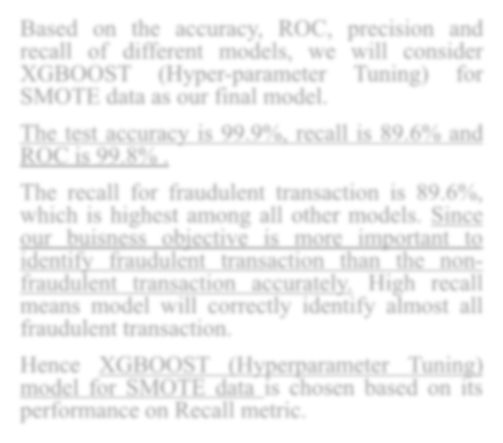 Based on the accuracy, ROC, precision and
recall of different models, we will consider
XGBOOST (Hyper-parameter Tuning) for
SMOTE data as our final model.
The test accuracy is 99.9%, recall is 89.6% and
ROC is 99.8% .
The recall for fraudulent transaction is 89.6%,
which is highest among all other models. Since
our buisness objective is more important to
identify fraudulent transaction than the non-
fraudulent transaction accurately. High recall
means model will correctly identify almost all
fraudulent transaction.
Hence XGBOOST (Hyperparameter Tuning)
model for SMOTE data is chosen based on its
performance on Recall metric.